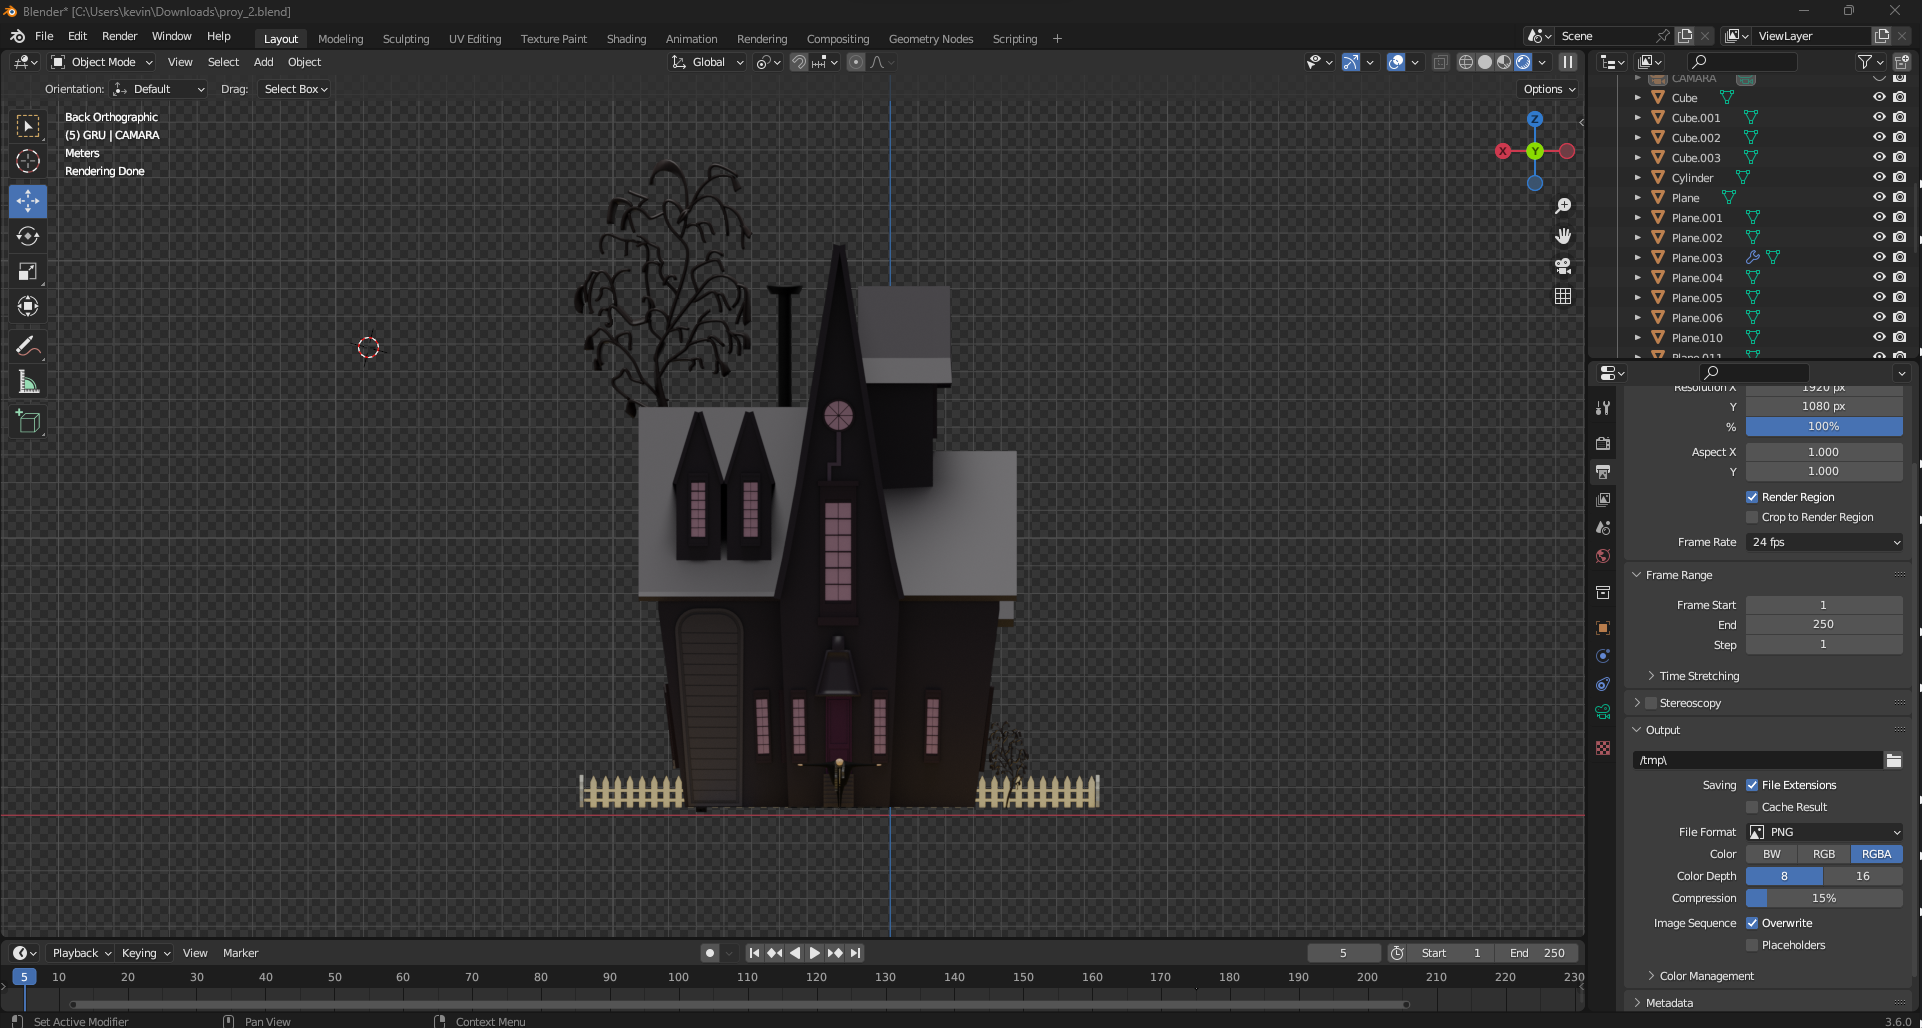 Blender* [C:\Users\kevin\Downloads\proy_2.blend]
File Edit Render Window Help
Layout Modeling Sculpting UV Editing Texture Paint Shading Animation Rendering Compositing Geometry Nodes Scripting +
Scene
ViewLayer
Object Mode View Select Add Object
Global
Orientation: Default Drag: Select Box
Options
Back Orthographic
(5) GRU | CAMARA
Meters
Rendering Done
Z
X
Y
CAMARA
Cube
Cube.001
Cube.002
Cube.003
Cylinder
Plane
Plane.001
Plane.002
Plane.003
Plane.004
Plane.005
Plane.006
Plane.010
Plane.011
Resolution X 1920 px
Y 1080 px
% 100%
Aspect X 1.000
Y 1.000
Render Region
Crop to Render Region
Frame Rate 24 fps
Frame Range
Frame Start 1
End 250
Step 1
Time Stretching
Stereoscopy
Output
/tmp\
Saving File Extensions
Cache Result
File Format PNG
Color BW RGB RGBA
Color Depth 8 16
Compression 15%
Image Sequence Overwrite
Placeholders
Color Management
Metadata
Playback Keying View Marker
5 Start 1 End 250
5 10 20 30 40 50 60 70 80 90 100 110 120 130 140 150 160 170 180 190 200 210 220 230
Set Active Modifier Pan View Context Menu
3.6.0